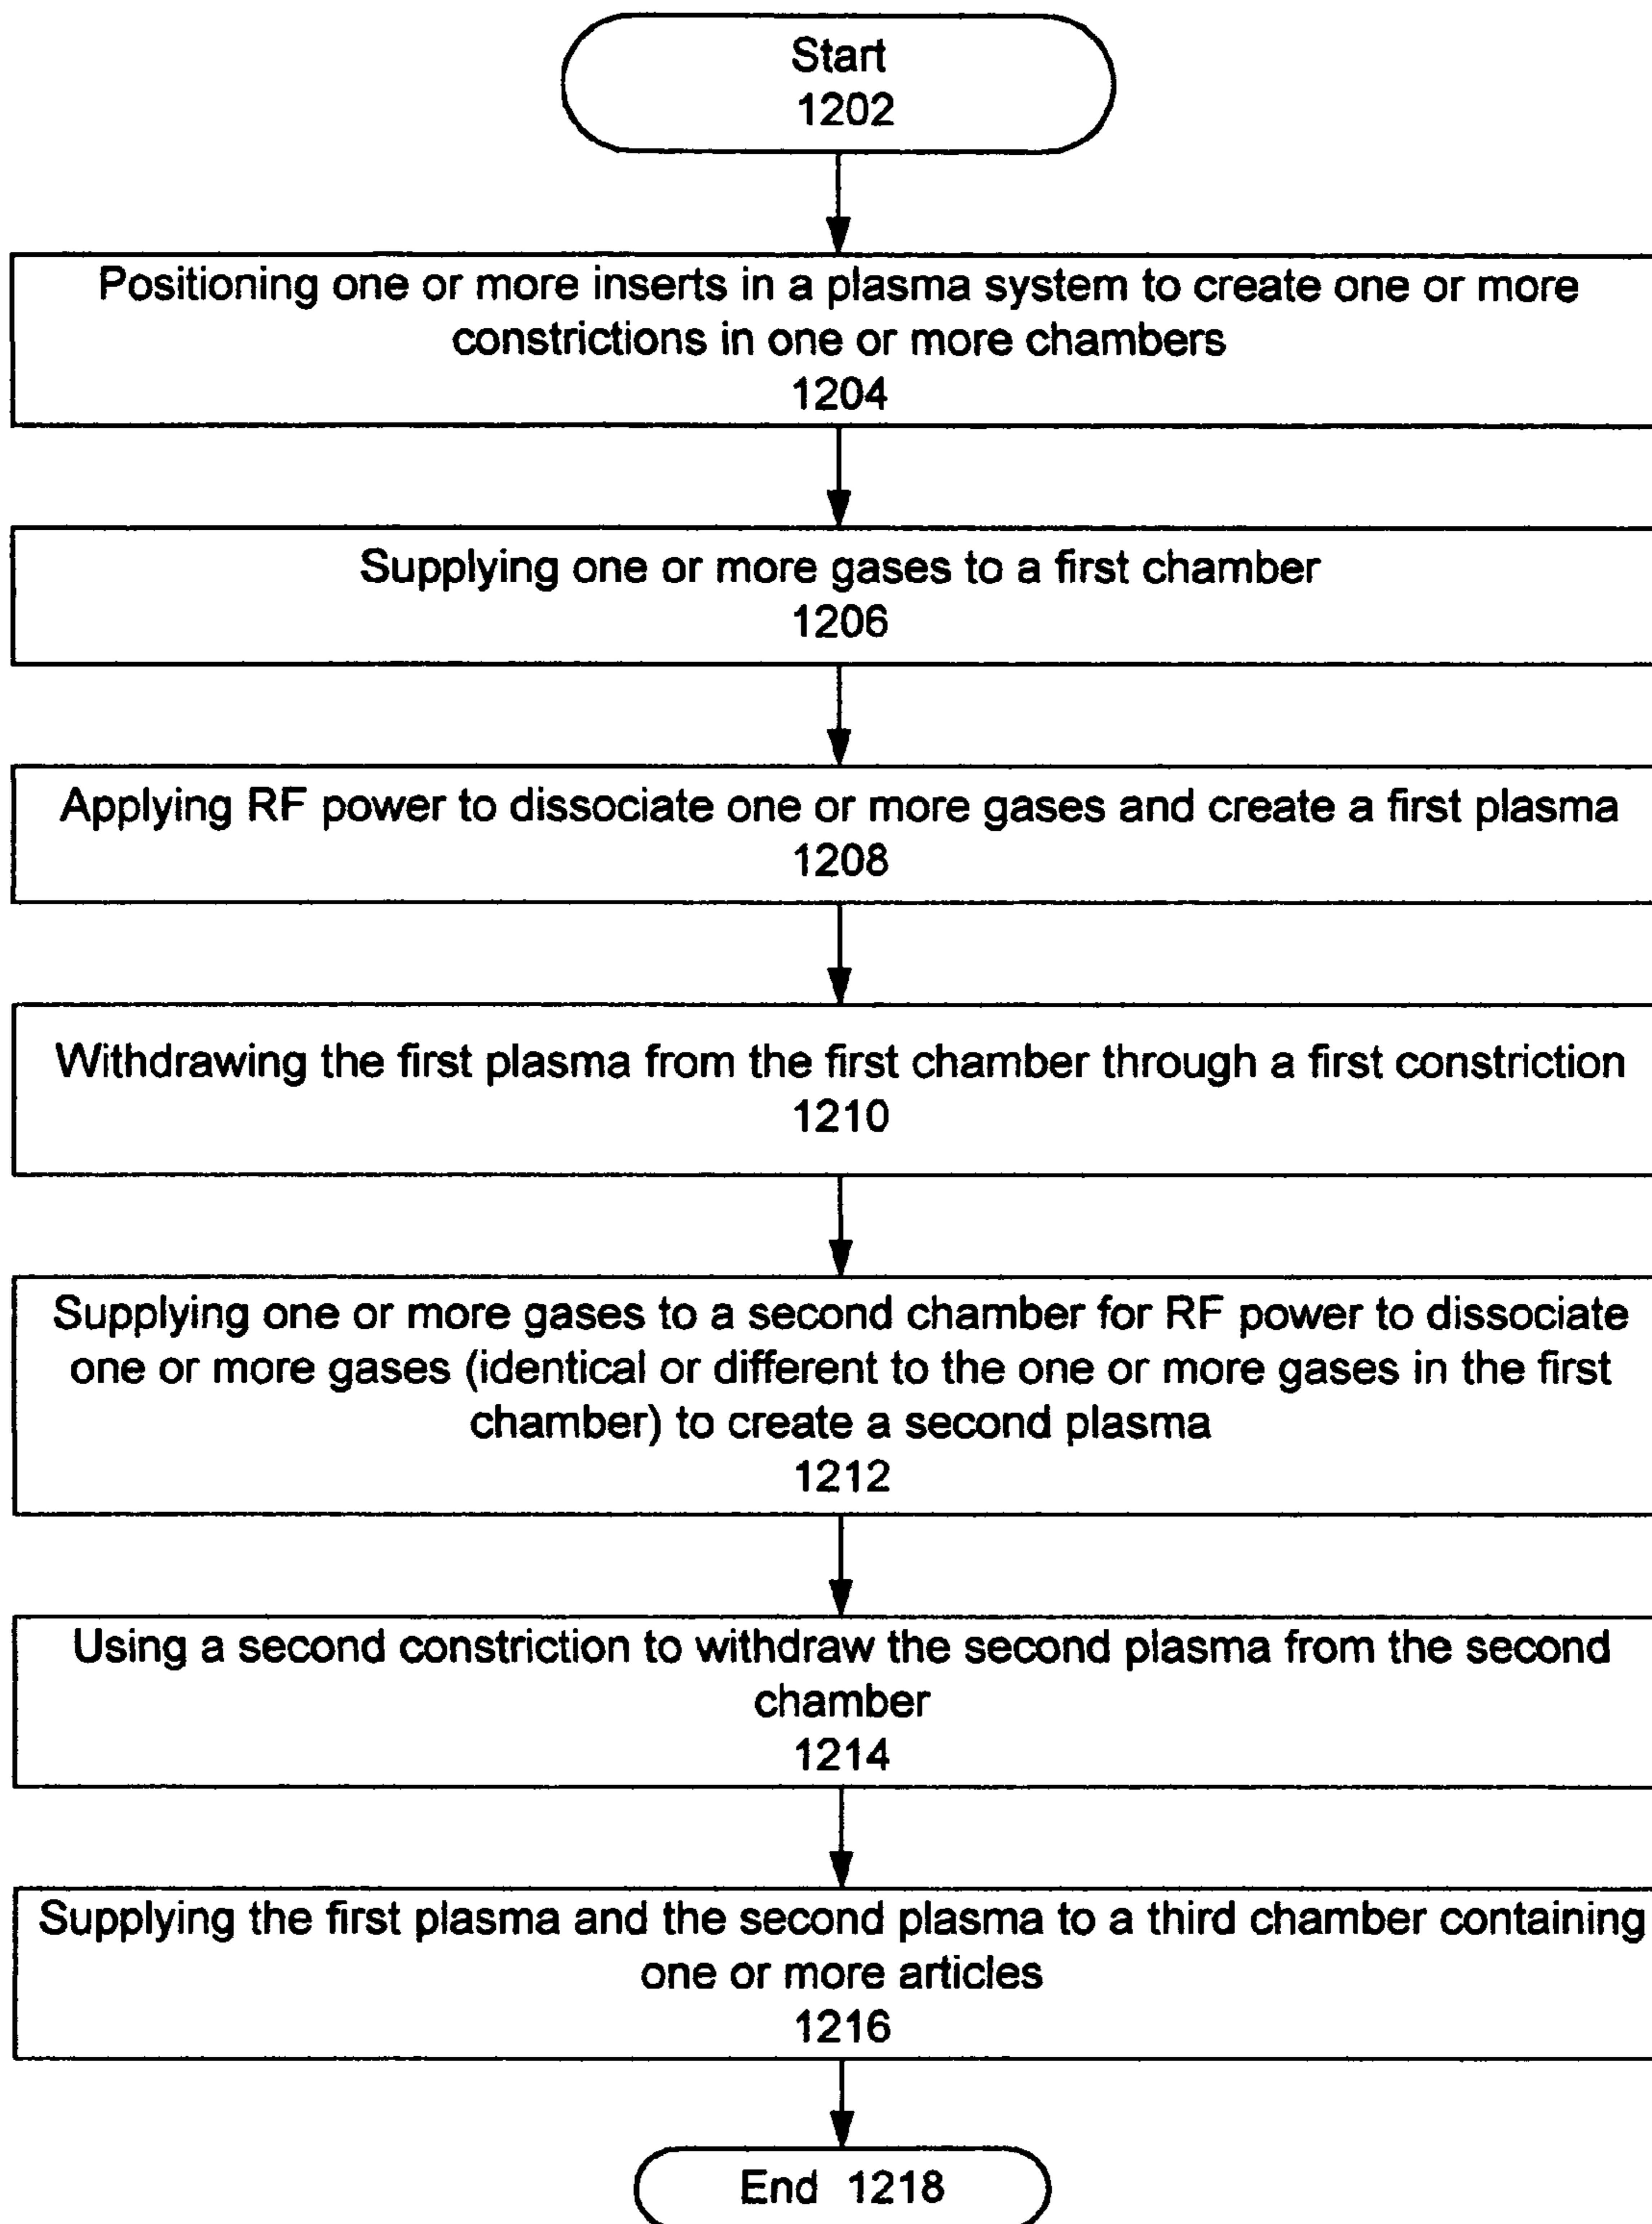 Start
1202
Positioning one or more inserts in a plasma system to create one or more
constrictions in one or more chambers
1204
Supplying one or more gases to a first chamber
1206
Applying RF power to dissociate one or more gases and create a first plasma
1208
Withdrawing the first plasma from the first chamber through a first constriction
1210
Supplying one or more gases to a second chamber for RF power to dissociate
one or more gases (identical or different to the one or more gases in the first
chamber) to create a second plasma
1212
Using a second constriction to withdraw the second plasma from the second
chamber
1214
Supplying the first plasma and the second plasma to a third chamber containing
one or more articles
1216
End 1218